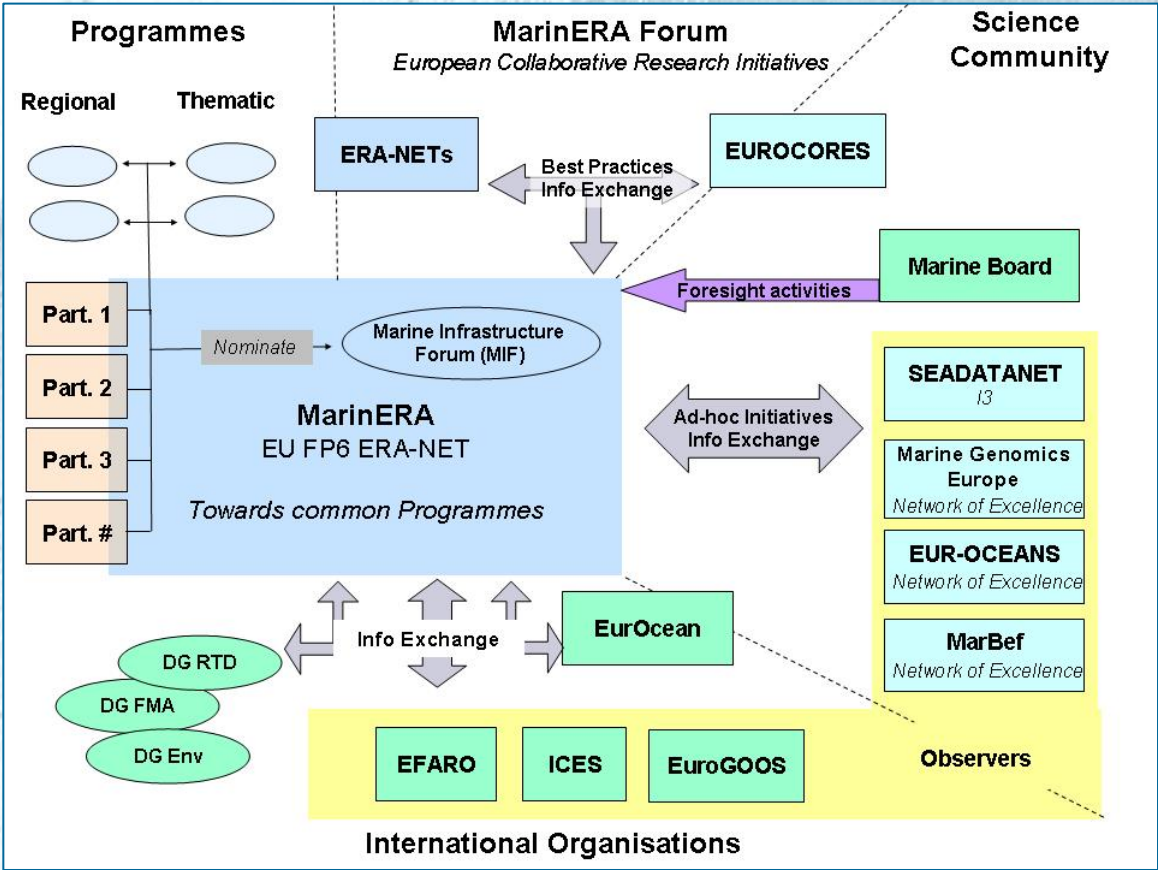 Programmes
MarinERA Forum
European Collaborative Research Initiatives
Science
Community
Regional
Thematic
ERA-NETs
Best Practices
Info Exchange
EUROCORES
Marine Board
Foresight activities
Part. 1
Part. 2
Part. 3
Part. #
Nominate
Marine Infrastructure
Forum (MIF)
MarinERA
EU FP6 ERA-NET
Towards common Programmes
Ad-hoc Initiatives
Info Exchange
SEADATANET
I3
Marine Genomics
Europe
Network of Excellence
EUR-OCEANS
Network of Excellence
MarBef
Network of Excellence
Info Exchange
EurOcean
DG RTD
DG FMA
DG Env
EFARO
ICES
EuroGOOS
Observers
International Organisations